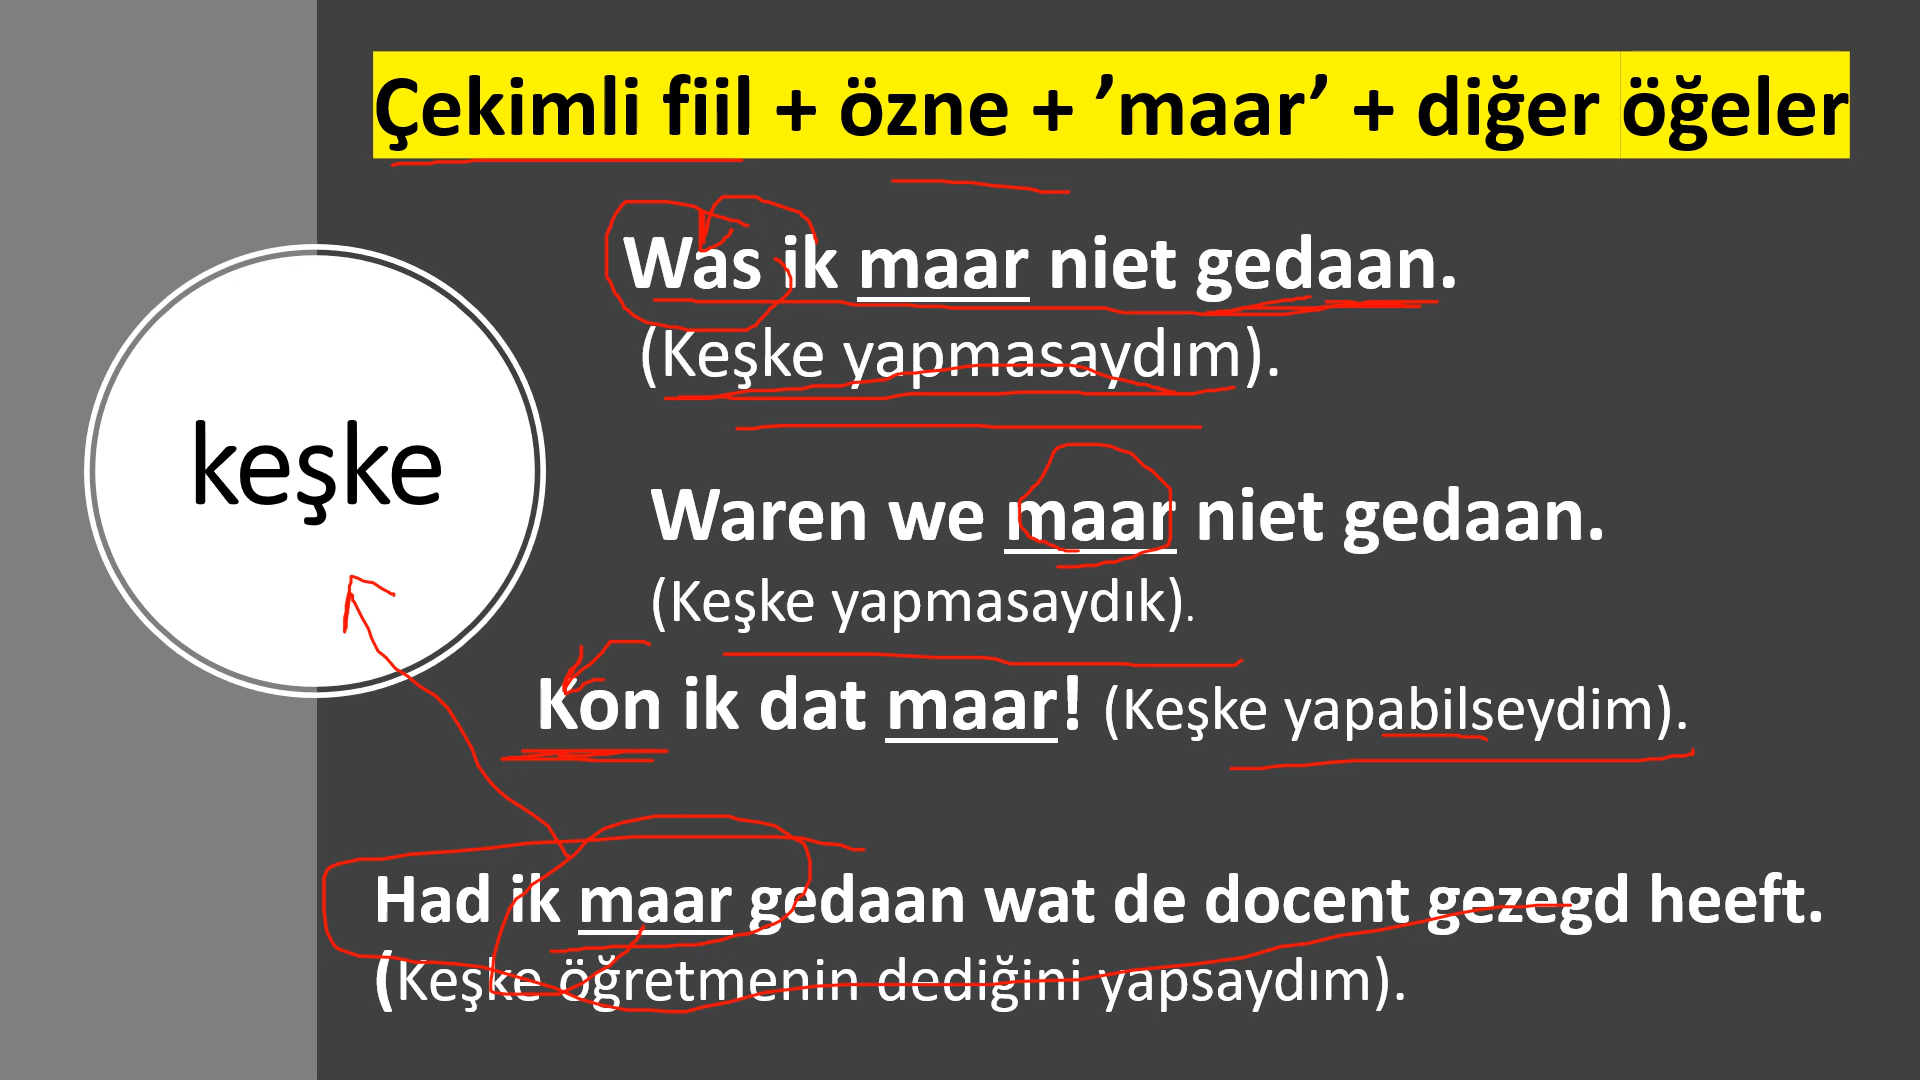 Çekimli fiil + özne + ’maar’ + diğer öğeler
Was ik maar niet gedaan.
(Keşke yapmasaydım).
keşke
Waren we maar niet gedaan.
(Keşke yapmasaydık).
Kon ik dat maar! (Keşke yapabilseydim).
Had ik maar gedaan wat de docent gezegd heeft.
(Keşke öğretmenin dediğini yapsaydım).